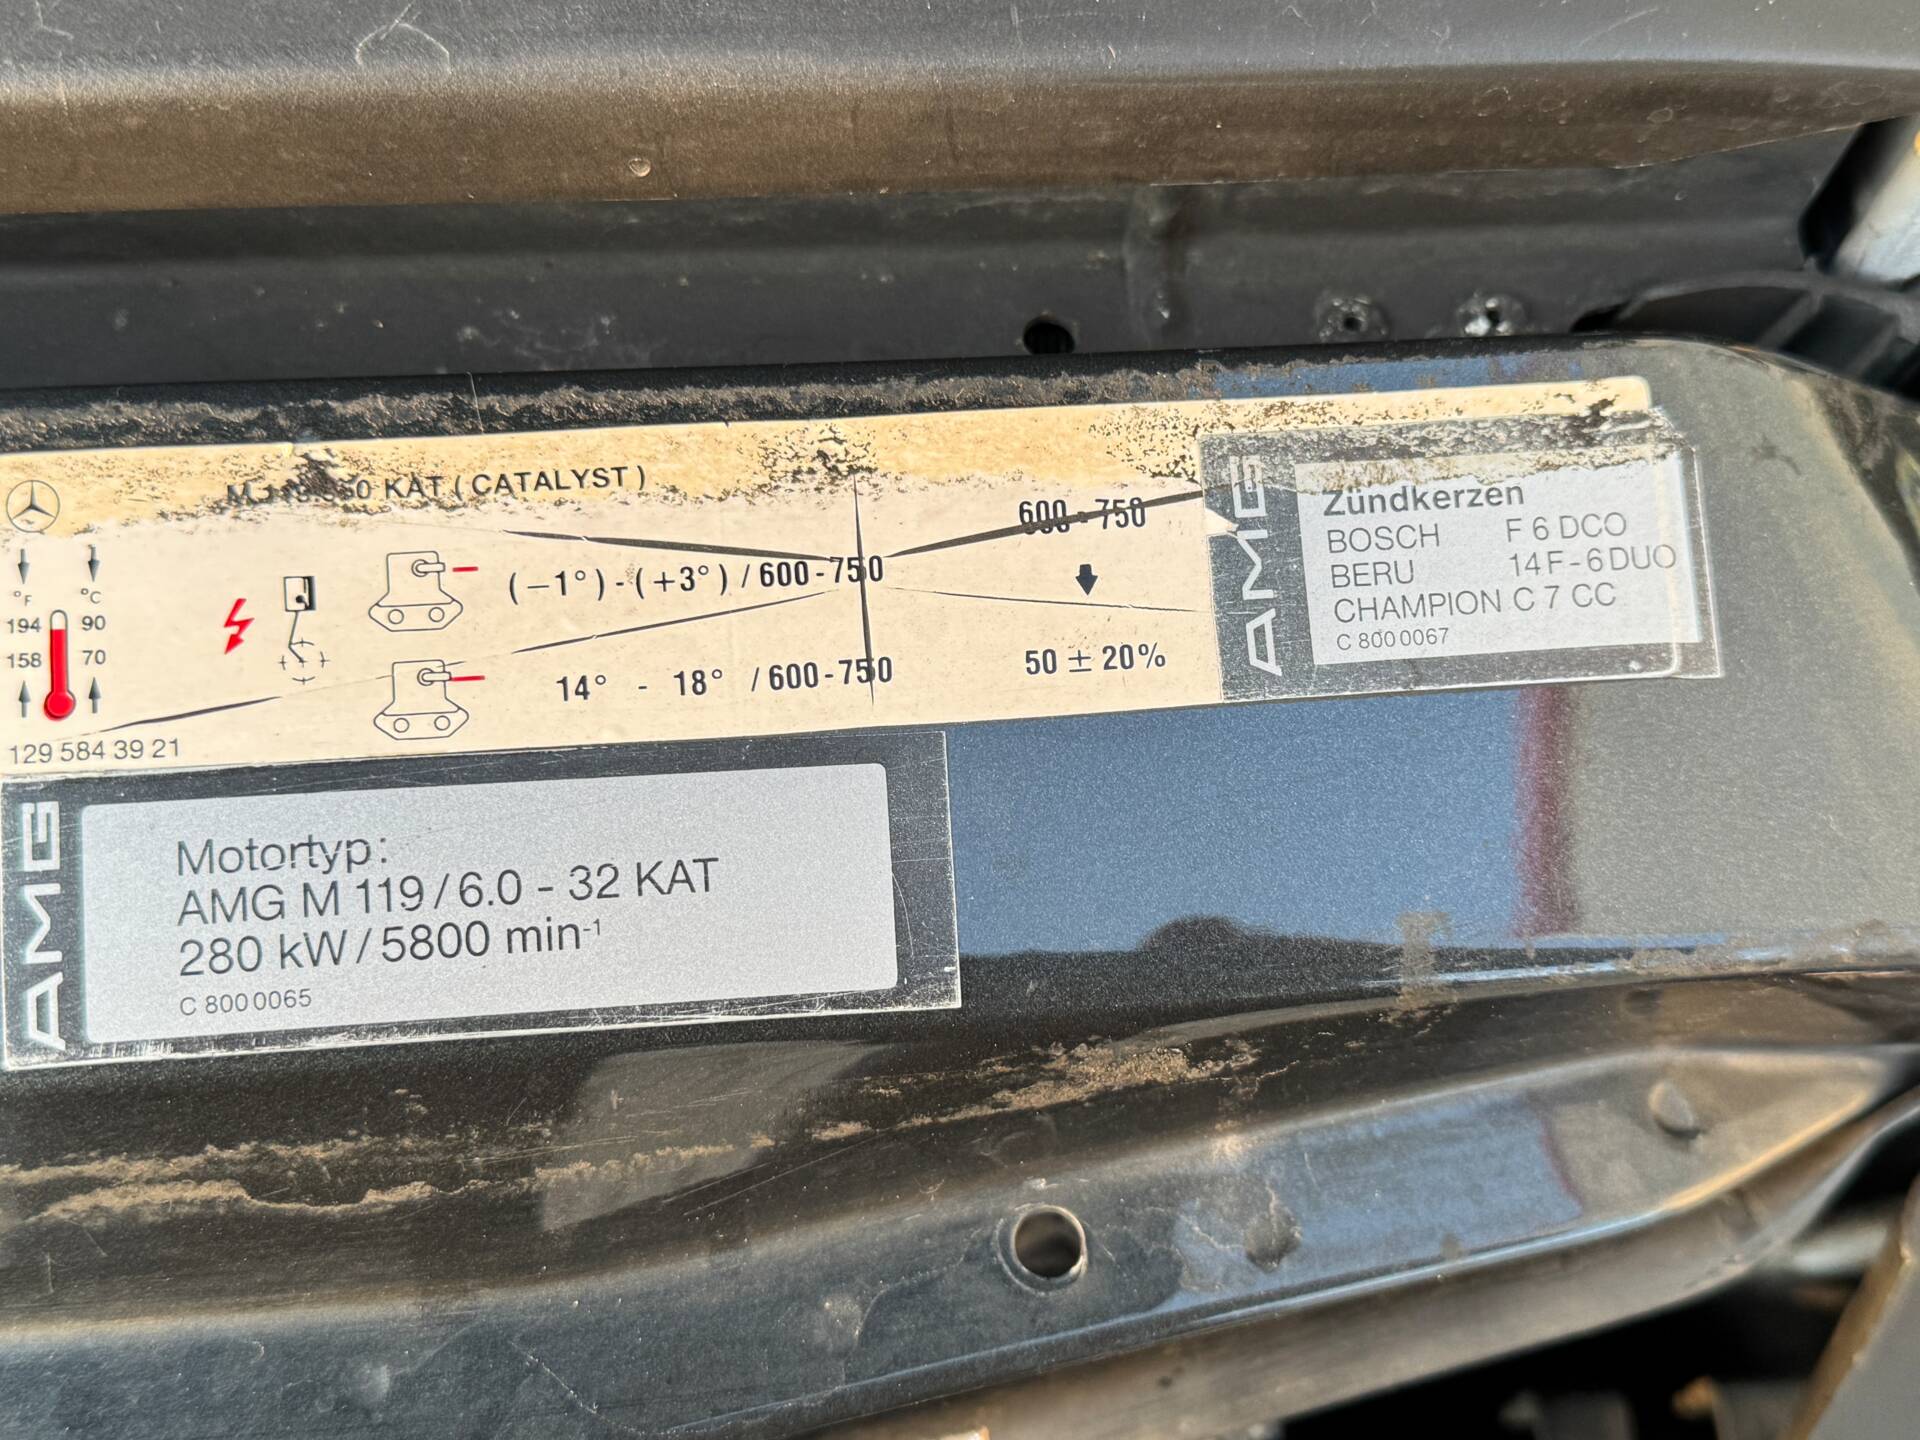 KAT (CATALYST)
°F °C
194 90
158 70
(−1°)-(+3°) / 600-750
14° - 18° / 600-750
600 - 750
50 ± 20%
129 584 39 21
AMG
Zündkerzen
BOSCH F 6 DCO
BERU 14 F - 6 DUO
CHAMPION C 7 CC
C 800 0067
AMG
Motortyp:
AMG M 119 / 6.0 - 32 KAT
280 kW / 5800 min⁻¹
C 800 0065